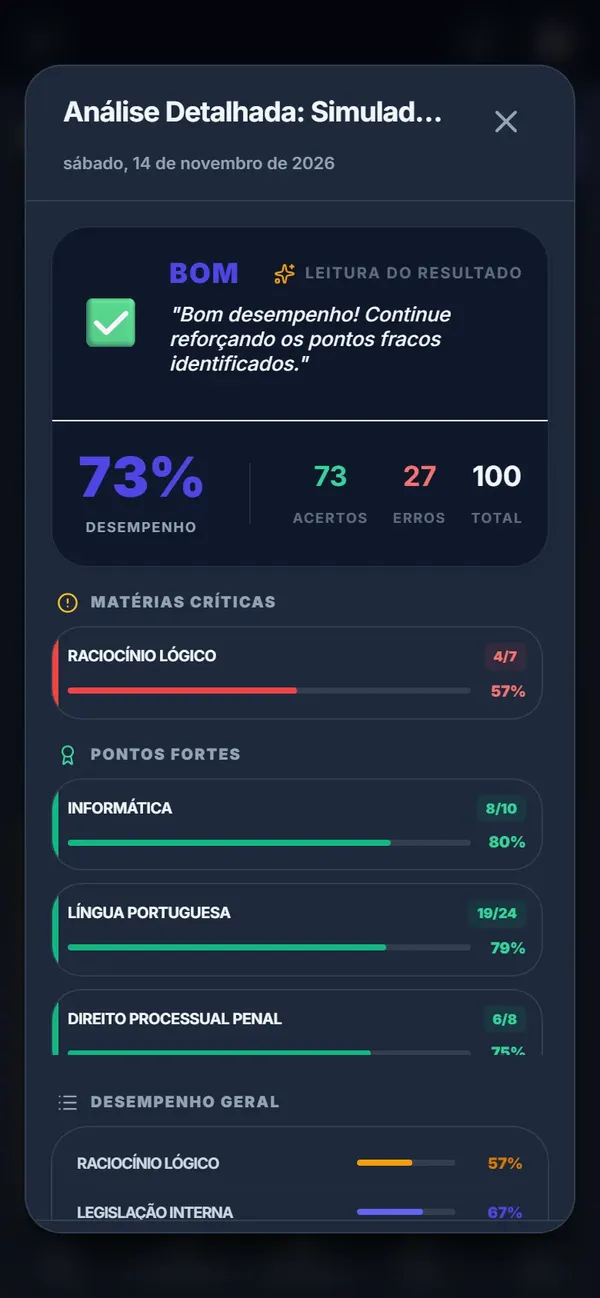 Análise Detalhada: Simulad...
sábado, 14 de novembro de 2026
BOM
LEITURA DO RESULTADO
"Bom desempenho! Continue
reforçando os pontos fracos
identificados."
73%
DESEMPENHO
73
ACERTOS
27
ERROS
100
TOTAL
MATÉRIAS CRÍTICAS
RACIOCÍNIO LÓGICO
4/7
57%
PONTOS FORTES
INFORMÁTICA
8/10
80%
LÍNGUA PORTUGUESA
19/24
79%
DIREITO PROCESSUAL PENAL
6/8
75%
DESEMPENHO GERAL
RACIOCÍNIO LÓGICO
57%
LEGISLAÇÃO INTERNA
67%